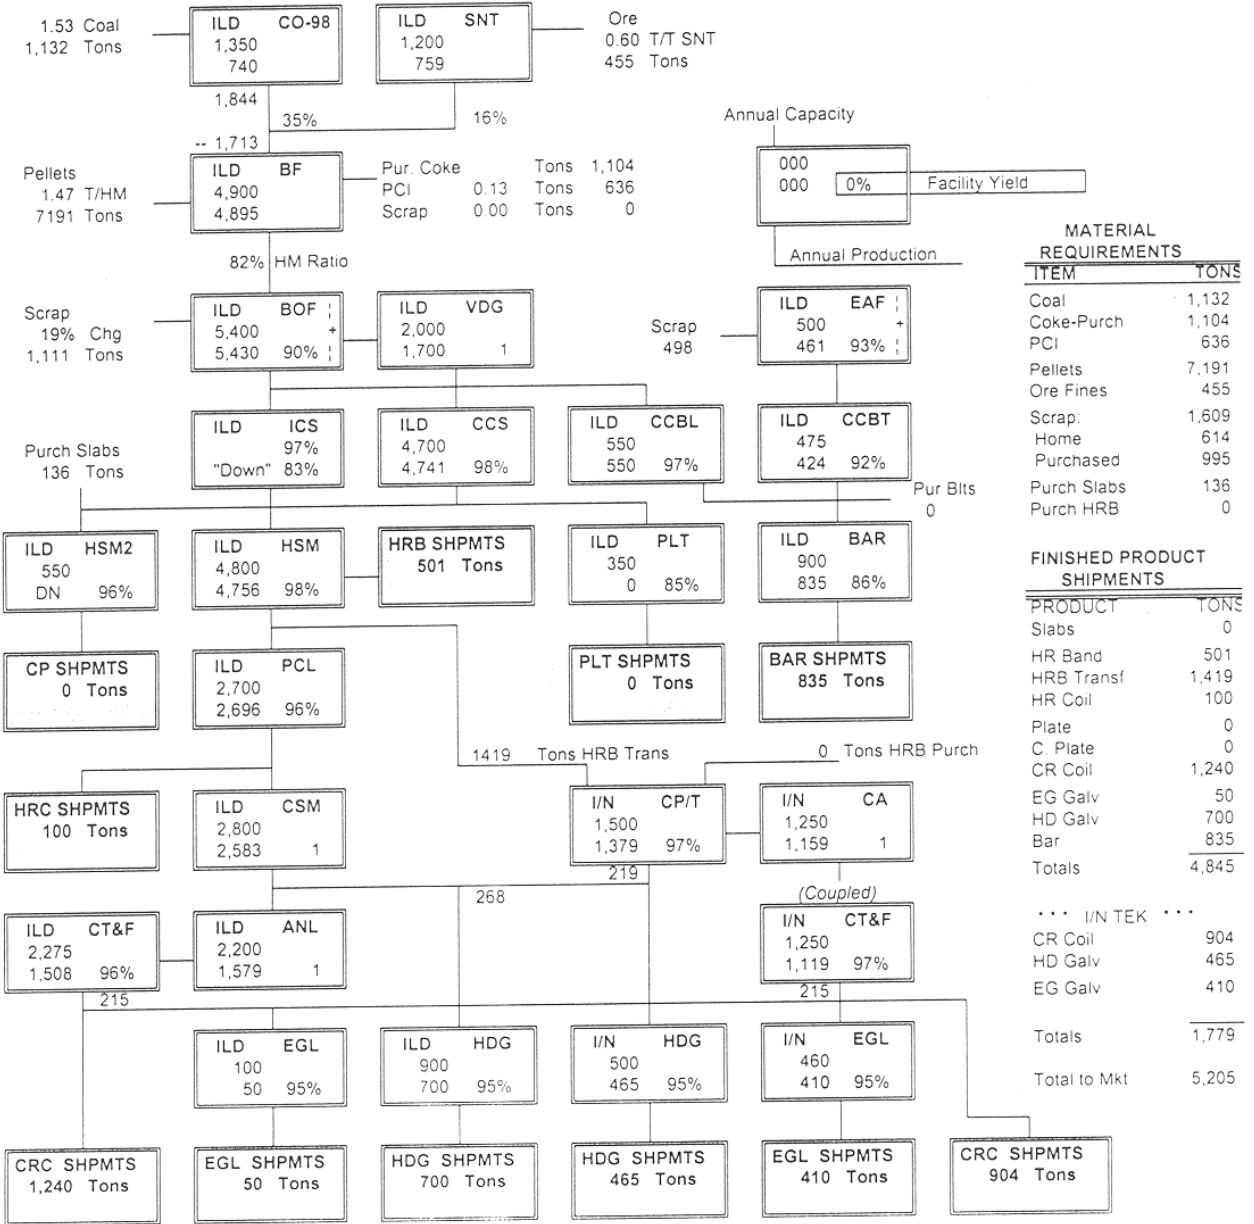 1.53 Coal
1,132 Tons
ILD CO-98
1,350
740
ILD SNT
1,200
759
Ore
0.60 T/T SNT
455 Tons
1,844
35%
16%
-- 1,713
Annual Capacity
000
000 0% Facility Yield
Annual Production
Pellets
1.47 T/HM
7191 Tons
ILD BF
4,900
4,895
Pur. Coke Tons 1,104
PCI 0.13 Tons 636
Scrap 0.00 Tons 0
82% HM Ratio
Scrap
19% Chg
1,111 Tons
ILD BOF
5,400 +
5,430 90%
ILD VDG
2,000
1,700 1
Scrap
498
ILD EAF
500 +
461 93%
Purch Slabs
136 Tons
ILD ICS
97%
"Down" 83%
ILD CCS
4,700
4,741 98%
ILD CCBL
550
550 97%
ILD CCBT
475
424 92%
Pur Blts
0
ILD HSM2
550
DN 96%
ILD HSM
4,800
4,756 98%
HRB SHPMTS
501 Tons
ILD PLT
350
0 85%
ILD BAR
900
835 86%
CP SHPMTS
0 Tons
ILD PCL
2,700
2,696 96%
PLT SHPMTS
0 Tons
BAR SHPMTS
835 Tons
1419 Tons HRB Trans
0 Tons HRB Purch
HRC SHPMTS
100 Tons
ILD CSM
2,800
2,583 1
I/N CP/T
1,500
1,379 97%
I/N CA
1,250
1,159 1
219
268
(Coupled)
ILD CT&F
2,275
1,508 96%
ILD ANL
2,200
1,579 1
I/N CT&F
1,250
1,119 97%
215
215
ILD EGL
100
50 95%
ILD HDG
900
700 95%
I/N HDG
500
465 95%
I/N EGL
460
410 95%
CRC SHPMTS
1,240 Tons
EGL SHPMTS
50 Tons
HDG SHPMTS
700 Tons
HDG SHPMTS
465 Tons
EGL SHPMTS
410 Tons
CRC SHPMTS
904 Tons
MATERIAL
REQUIREMENTS
ITEM TONS
Coal 1,132
Coke-Purch 1,104
PCI 636
Pellets 7,191
Ore Fines 455
Scrap: 1,609
Home 614
Purchased 995
Purch Slabs 136
Purch HRB 0
FINISHED PRODUCT
SHIPMENTS
PRODUCT TONS
Slabs 0
HR Band 501
HRB Transf 1,419
HR Coil 100
Plate 0
C. Plate 0
CR Coil 1,240
EG Galv 50
HD Galv 700
Bar 835
Totals 4,845
* * * I/N TEK * * *
CR Coil 904
HD Galv 465
EG Galv 410
Totals 1,779
Total to Mkt 5,205